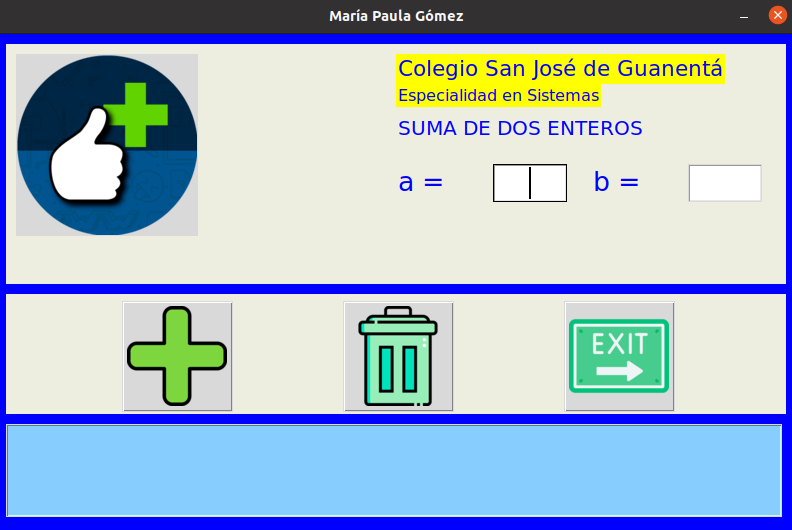 María Paula Gómez
Colegio San José de Guanentá
Especialidad en Sistemas
SUMA DE DOS ENTEROS
a = b =
EXIT